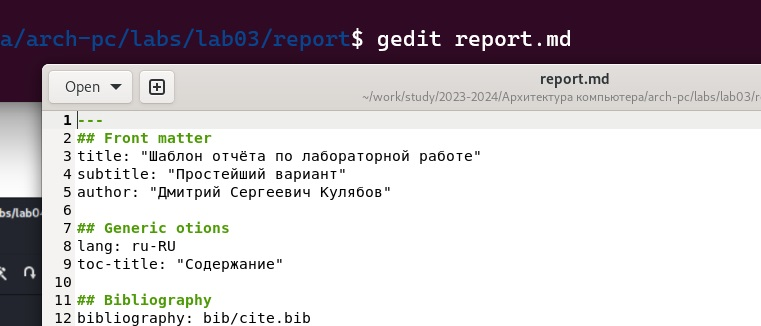 a/arch-pc/labs/lab03/report$ gedit report.md
Open
report.md
~/work/study/2023-2024/Архитектура компьютера/arch-pc/labs/lab03/r
1 ---
2 ## Front matter
3 title: "Шаблон отчёта по лабораторной работе"
4 subtitle: "Простейший вариант"
5 author: "Дмитрий Сергеевич Кулябов"
6
7 ## Generic otions
8 lang: ru-RU
9 toc-title: "Содержание"
10
11 ## Bibliography
12 bibliography: bib/cite.bib
bs/lab0